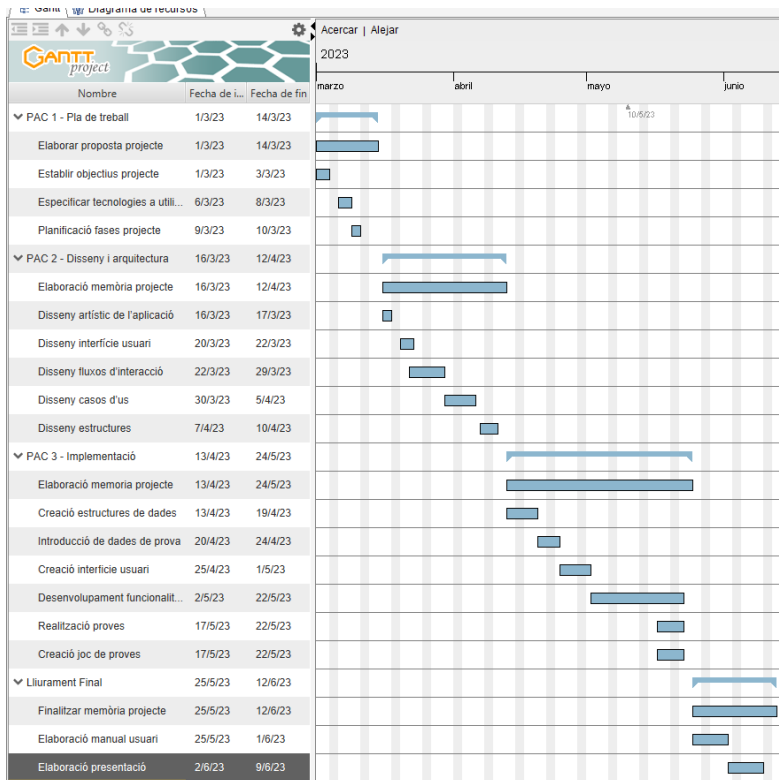 Gantt Diagrama de recursos
Acercar | Alejar
GANTT project
2023
Nombre Fecha de i... Fecha de fin marzo abril mayo junio
10/5/23
PAC 1 - Pla de treball 1/3/23 14/3/23
Elaborar proposta projecte 1/3/23 14/3/23
Establir objectius projecte 1/3/23 3/3/23
Especificar tecnologies a utili... 6/3/23 8/3/23
Planificació fases projecte 9/3/23 10/3/23
PAC 2 - Disseny i arquitectura 16/3/23 12/4/23
Elaboració memòria projecte 16/3/23 12/4/23
Disseny artístic de l'aplicació 16/3/23 17/3/23
Disseny interfície usuari 20/3/23 22/3/23
Disseny fluxos d'interacció 22/3/23 29/3/23
Disseny casos d'us 30/3/23 5/4/23
Disseny estructures 7/4/23 10/4/23
PAC 3 - Implementació 13/4/23 24/5/23
Elaboració memoria projecte 13/4/23 24/5/23
Creació estructures de dades 13/4/23 19/4/23
Introducció de dades de prova 20/4/23 24/4/23
Creació interficie usuari 25/4/23 1/5/23
Desenvolupament funcionalit... 2/5/23 22/5/23
Realització proves 17/5/23 22/5/23
Creació joc de proves 17/5/23 22/5/23
Lliurament Final 25/5/23 12/6/23
Finalitzar memòria projecte 25/5/23 12/6/23
Elaboració manual usuari 25/5/23 1/6/23
Elaboració presentació 2/6/23 9/6/23